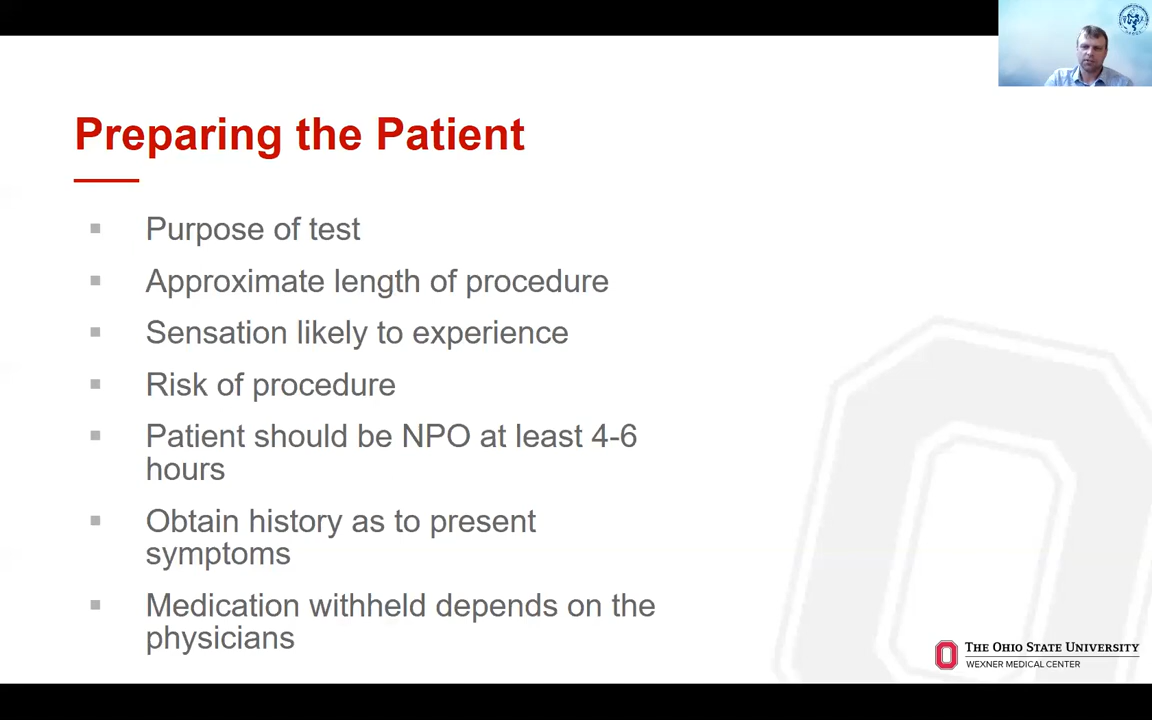 Preparing the Patient
Purpose of test
Approximate length of procedure
Sensation likely to experience
Risk of procedure
Patient should be NPO at least 4-6
hours
Obtain history as to present
symptoms
Medication withheld depends on the
physicians
THE OHIO STATE UNIVERSITY
WEXNER MEDICAL CENTER